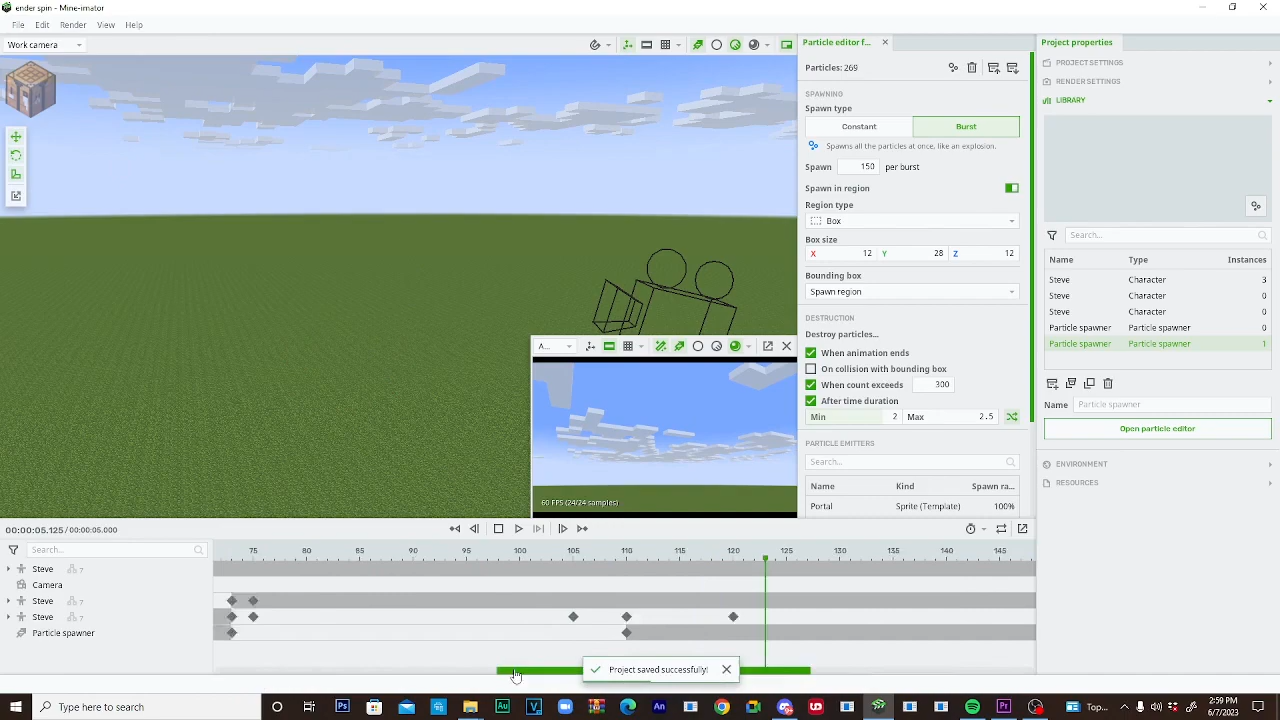 ender spin - Mine-imator
File Edit Render View Help
Work camera
Particle editor f...
Project properties
Particles: 269
SPAWNING
Spawn type
Constant Burst
Spawns all the particles at once, like an explosion.
Spawn 150 per burst
Spawn in region
Region type
Box
Box size
X 12 Y 28 Z 12
Bounding box
Spawn region
DESTRUCTION
Destroy particles...
When animation ends
On collision with bounding box
When count exceeds 300
After time duration
Min 2 Max 2.5
PARTICLE EMITTERS
Search...
Name Kind Spawn ra...
Portal Sprite (Template) 100%
PROJECT SETTINGS
RENDER SETTINGS
LIBRARY
Search...
Name Type Instances
Steve Character 3
Steve Character 0
Steve Character 0
Particle spawner Particle spawner 0
Particle spawner Particle spawner 1
Name Particle spawner
Open particle editor
ENVIRONMENT
RESOURCES
A...
60 FPS (24/24 samples)
00:00:05.125 / 00:00:05.000
Search...
75 80 85 90 95 100 105 110 115 120 125 130 135 140 145
Steve 7
Camera
Steve 7
Steve 7
Particle spawner
Project saved successfully!
Type here to search
Top...
2:59 PM
6/7/2023